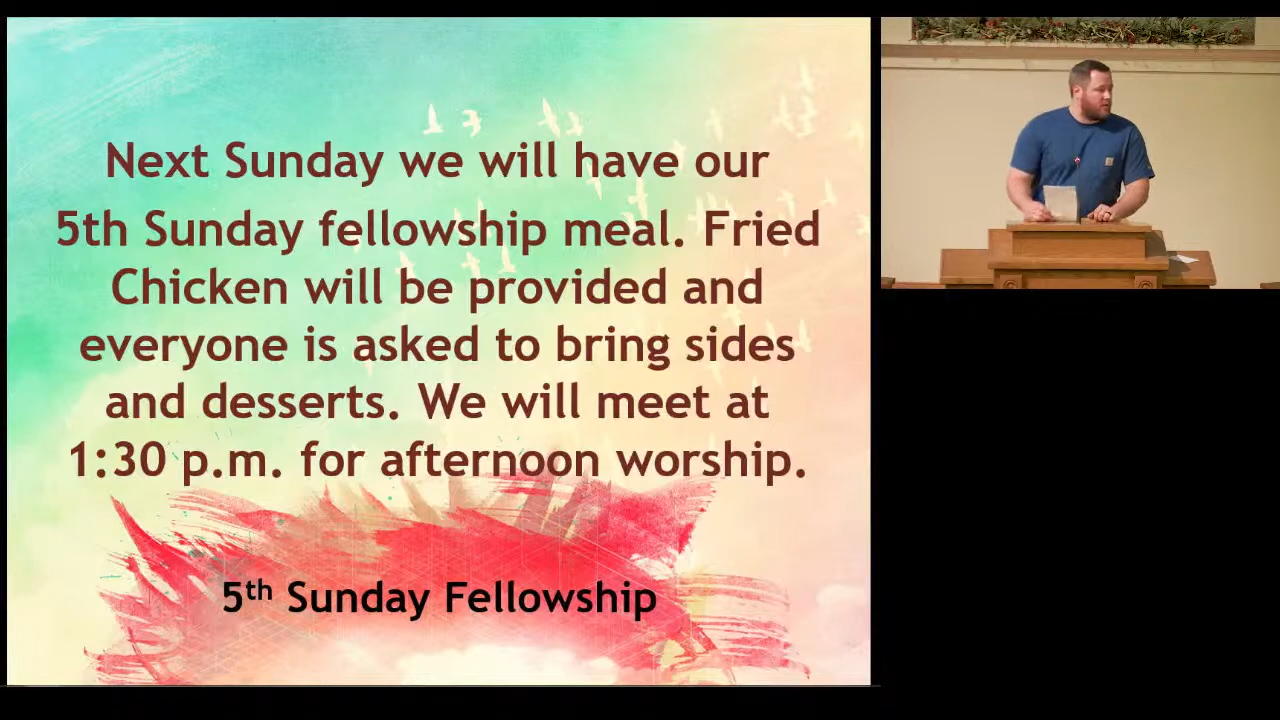 Next Sunday we will have our
5th Sunday fellowship meal. Fried
Chicken will be provided and
everyone is asked to bring sides
and desserts. We will meet at
1:30 p.m. for afternoon worship.
5th Sunday Fellowship